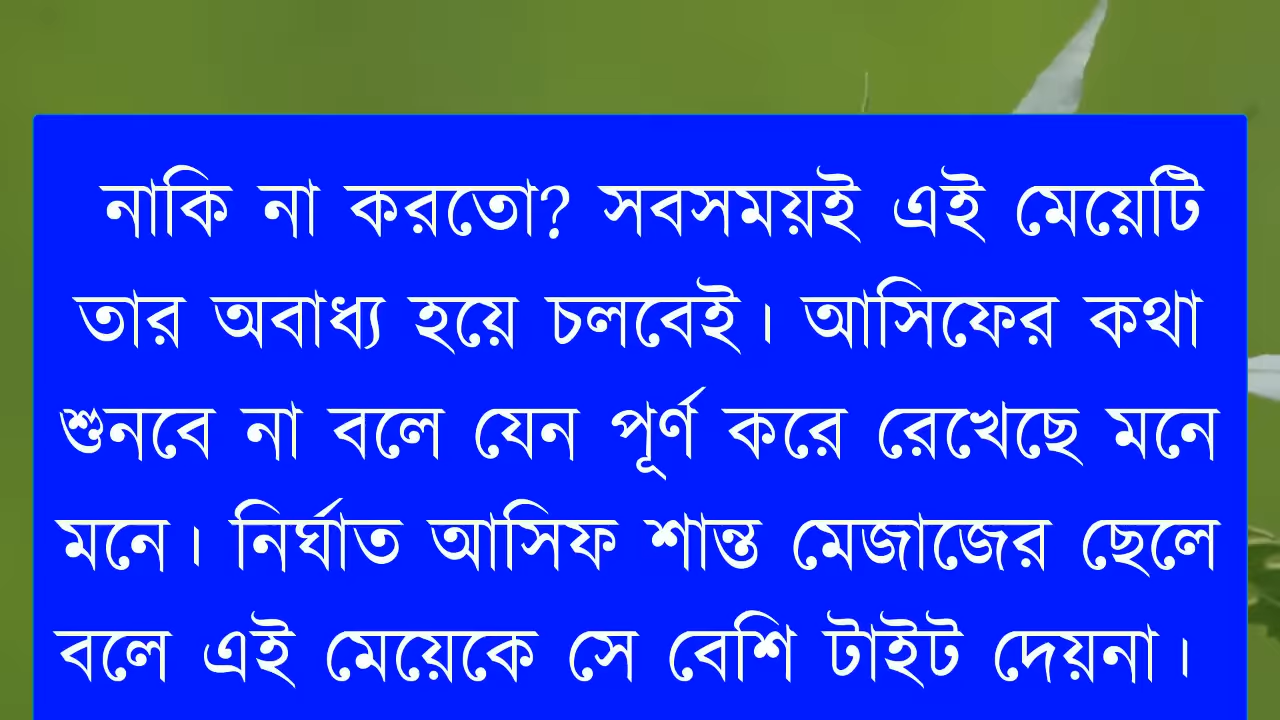 নাকি না করতো? সবসময়ই এই মেয়েটি
তার অবাধ্য হয়ে চলবেই। আসিফের কথা
শুনবে না বলে যেন পূর্ণ করে রেখেছে মনে
মনে। নির্ঘাত আসিফ শান্ত মেজাজের ছেলে
বলে এই মেয়েকে সে বেশি টাইট দেয়না।